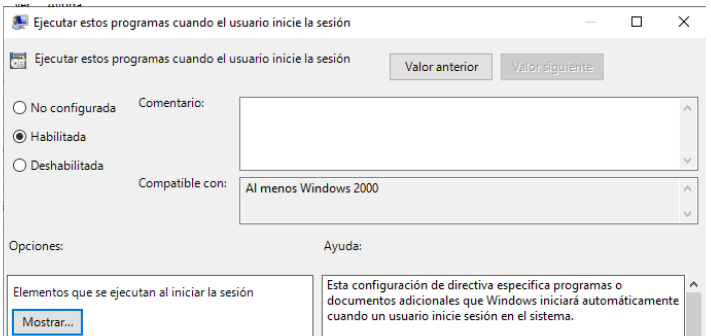 Ver Ayuda
Ejecutar estos programas cuando el usuario inicie la sesión
Ejecutar estos programas cuando el usuario inicie la sesión
Valor anterior
Valor siguiente
No configurada
Comentario:
Habilitada
Deshabilitada
Compatible con:
Al menos Windows 2000
Opciones:
Ayuda:
Elementos que se ejecutan al iniciar la sesión
Mostrar...
Esta configuración de directiva especifica programas o
documentos adicionales que Windows iniciará automáticamente
cuando un usuario inicie sesión en el sistema.